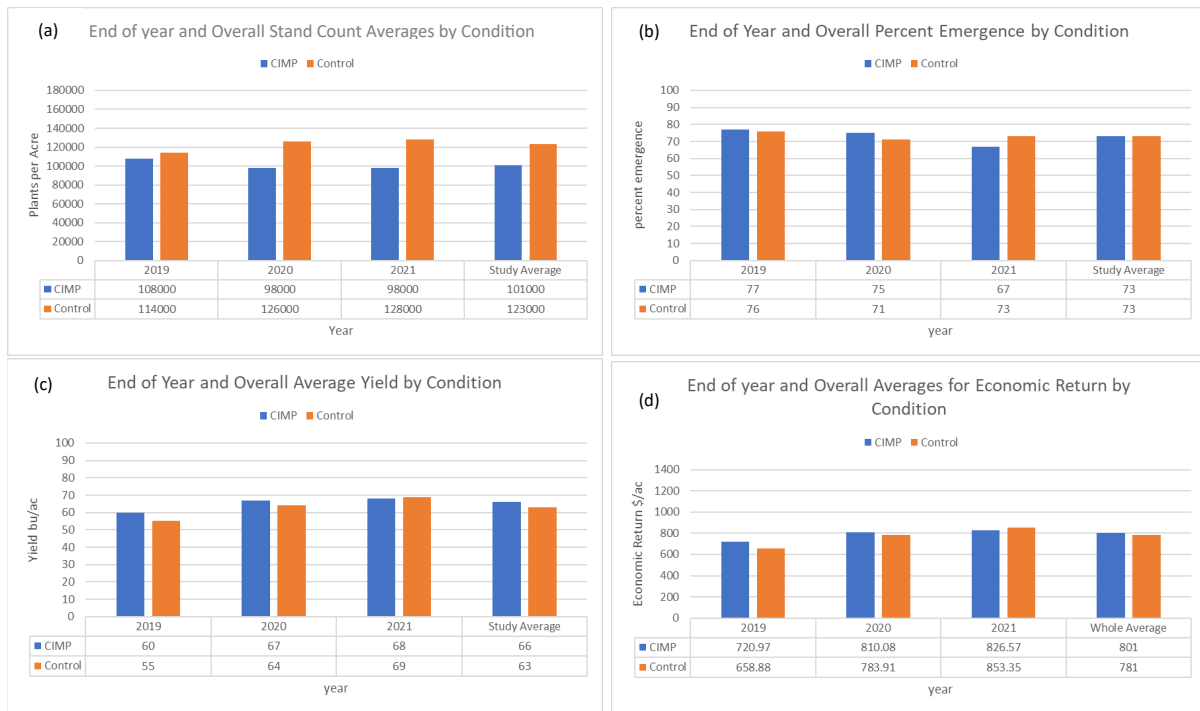 (a) End of year and Overall Stand Count Averages by Condition
CIMP Control
Plants per Acre
180000
160000
140000
120000
100000
80000
60000
40000
20000
0
2019 2020 2021 Study Average
CIMP 108000 98000 98000 101000
Control 114000 126000 128000 123000
Year
(b) End of Year and Overall Percent Emergence by Condition
CIMP Control
percent emergence
100
90
80
70
60
50
40
30
20
10
0
2019 2020 2021 Study Average
CIMP 77 75 67 73
Control 76 71 73 73
year
(c) End of Year and Overall Average Yield by Condition
CIMP Control
Yield bu/ac
100
90
80
70
60
50
40
30
20
10
0
2019 2020 2021 Study Average
CIMP 60 67 68 66
Control 55 64 69 63
year
(d) End of year and Overall Averages for Economic Return by
Condition
CIMP Control
Economic Return $/ac
1400
1200
1000
800
600
400
200
0
2019 2020 2021 Whole Average
CIMP 720.97 810.08 826.57 801
Control 658.88 783.91 853.35 781
year